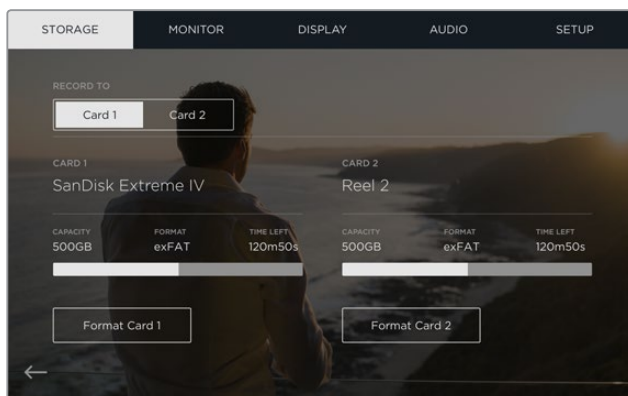 STORAGE MONITOR DISPLAY AUDIO SETUP
RECORD TO
Card 1 Card 2
CARD 1 CARD 2
SanDisk Extreme IV Reel 2
CAPACITY FORMAT TIME LEFT CAPACITY FORMAT TIME LEFT
500GB exFAT 120m50s 500GB exFAT 120m50s
Format Card 1 Format Card 2